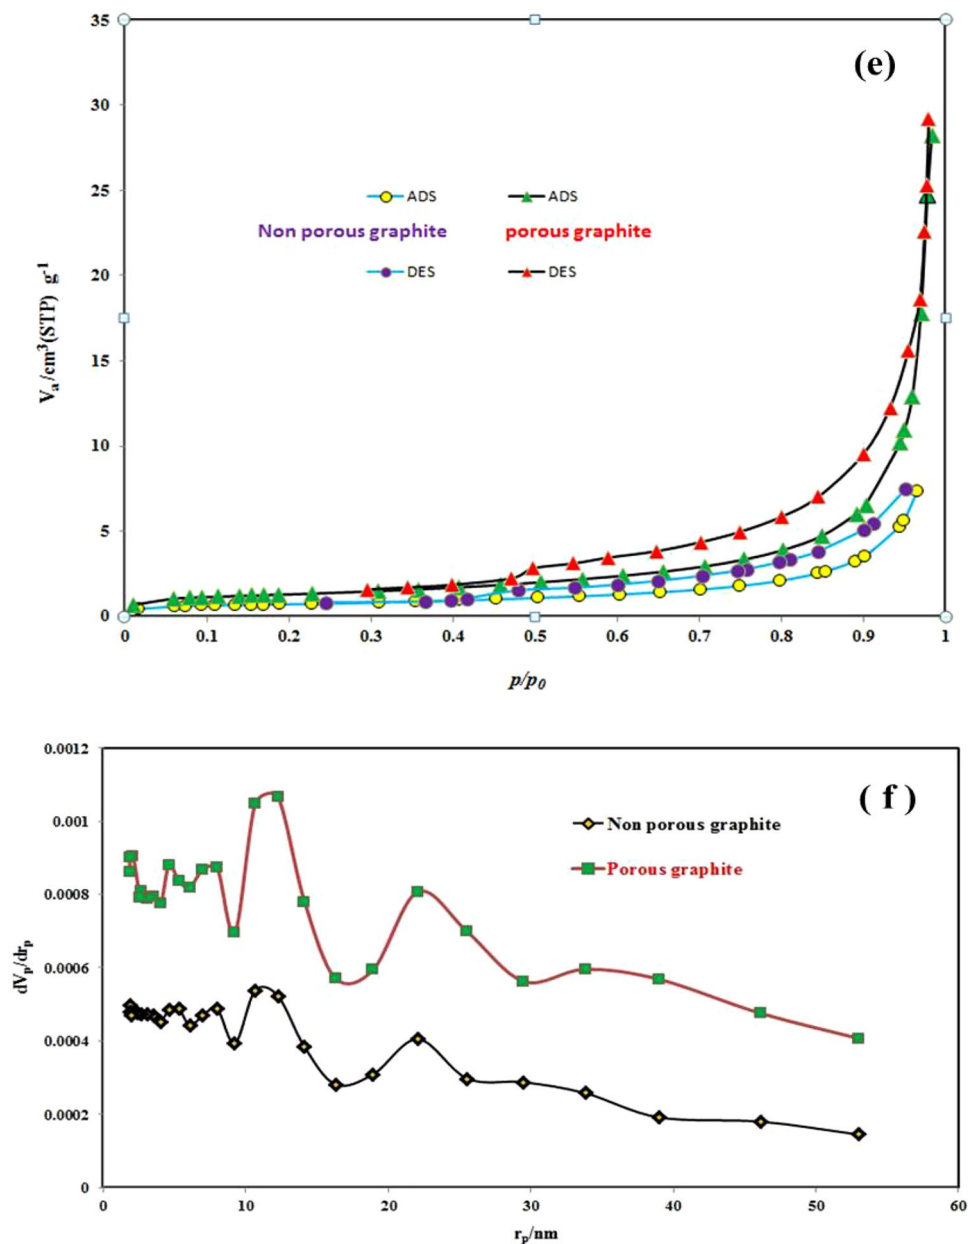 35
(e)
30
25
ADS ADS
Non porous graphite porous graphite
DES DES
20
15
10
5
0
Vₐ/cm³(STP) g⁻¹
0 0.1 0.2 0.3 0.4 0.5 0.6 0.7 0.8 0.9 1
p/p₀
0.0012
( f )
0.001
Non porous graphite
Porous graphite
0.0008
0.0006
0.0004
0.0002
0
dVₚ/drₚ
0 10 20 30 40 50 60
rₚ/nm